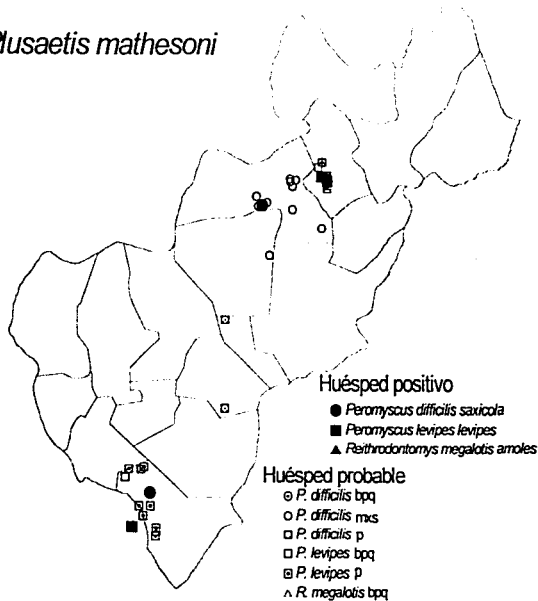 lusaetis mathesoni
Huésped positivo
Peromyscus difficilis saxicola
Peromyscus levipes levipes
Reithrodontomys megalotis amoles
Huésped probable
P. difficilis bpq
P. difficilis mxs
P. difficilis p
P. levipes bpq
P. levipes p
R. megalotis bpq